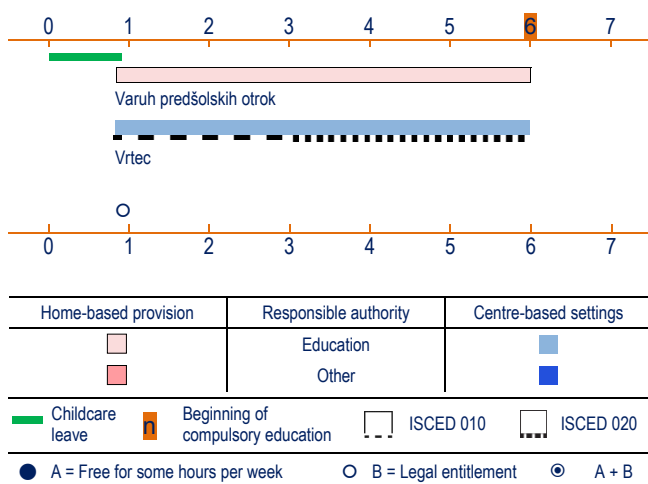 0 1 2 3 4 5 6 7
Varuh predšolskih otrok
Vrtec
0 1 2 3 4 5 6 7
Home-based provision Responsible authority Centre-based settings
Education
Other
Childcare leave
n Beginning of compulsory education
ISCED 010
ISCED 020
A = Free for some hours per week B = Legal entitlement A + B